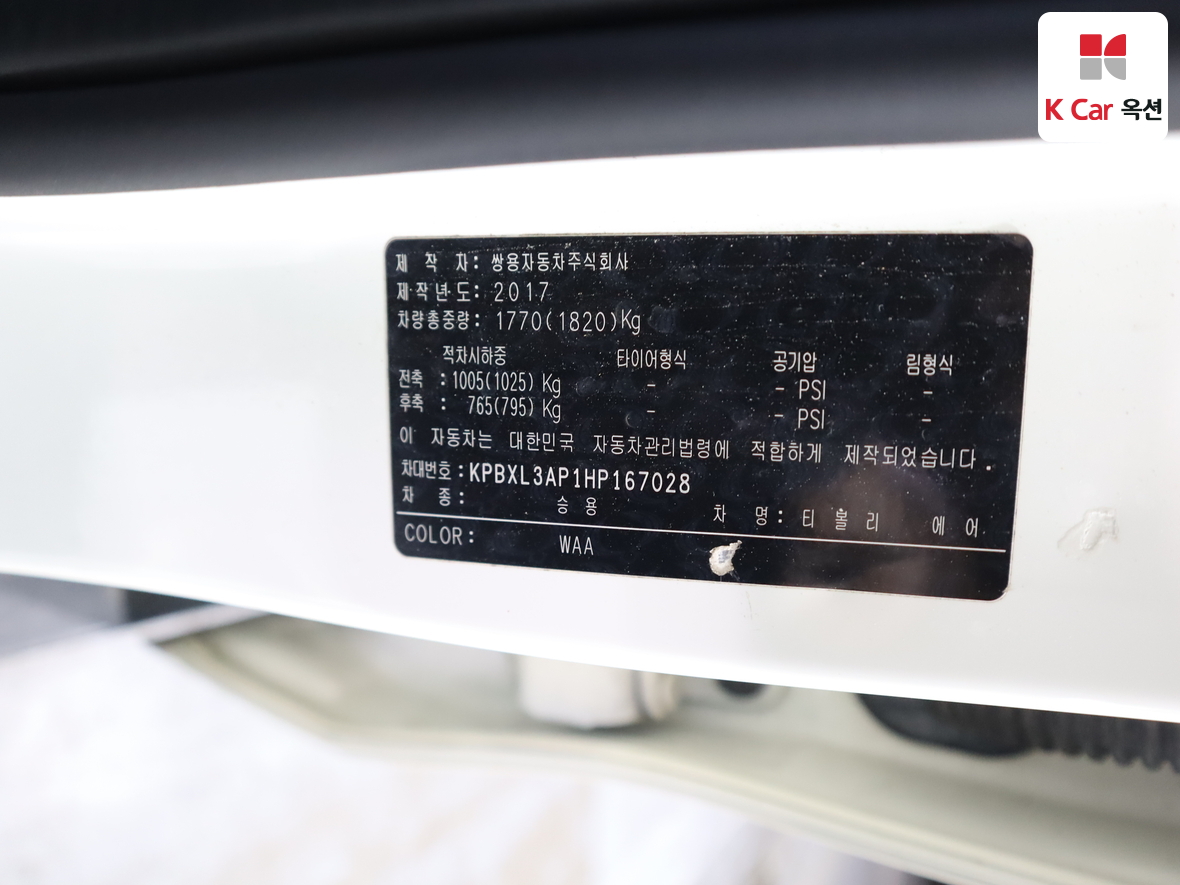 K Car 옥션
제 작 자: 쌍용자동차주식회사
제작년도: 2017
차량총중량: 1770(1820)Kg
적차시하중 타이어형식 공기압 림형식
전축 : 1005(1025) Kg - - PSI -
후축 : 765(795) Kg - - PSI -
이 자동차는 대한민국 자동차관리법령에 적합하게 제작되었습니다.
차대번호 : KPBXL3AP1HP167028
차 종 : 승 용 차 명 : 티 볼 리 에 어
COLOR: WAA